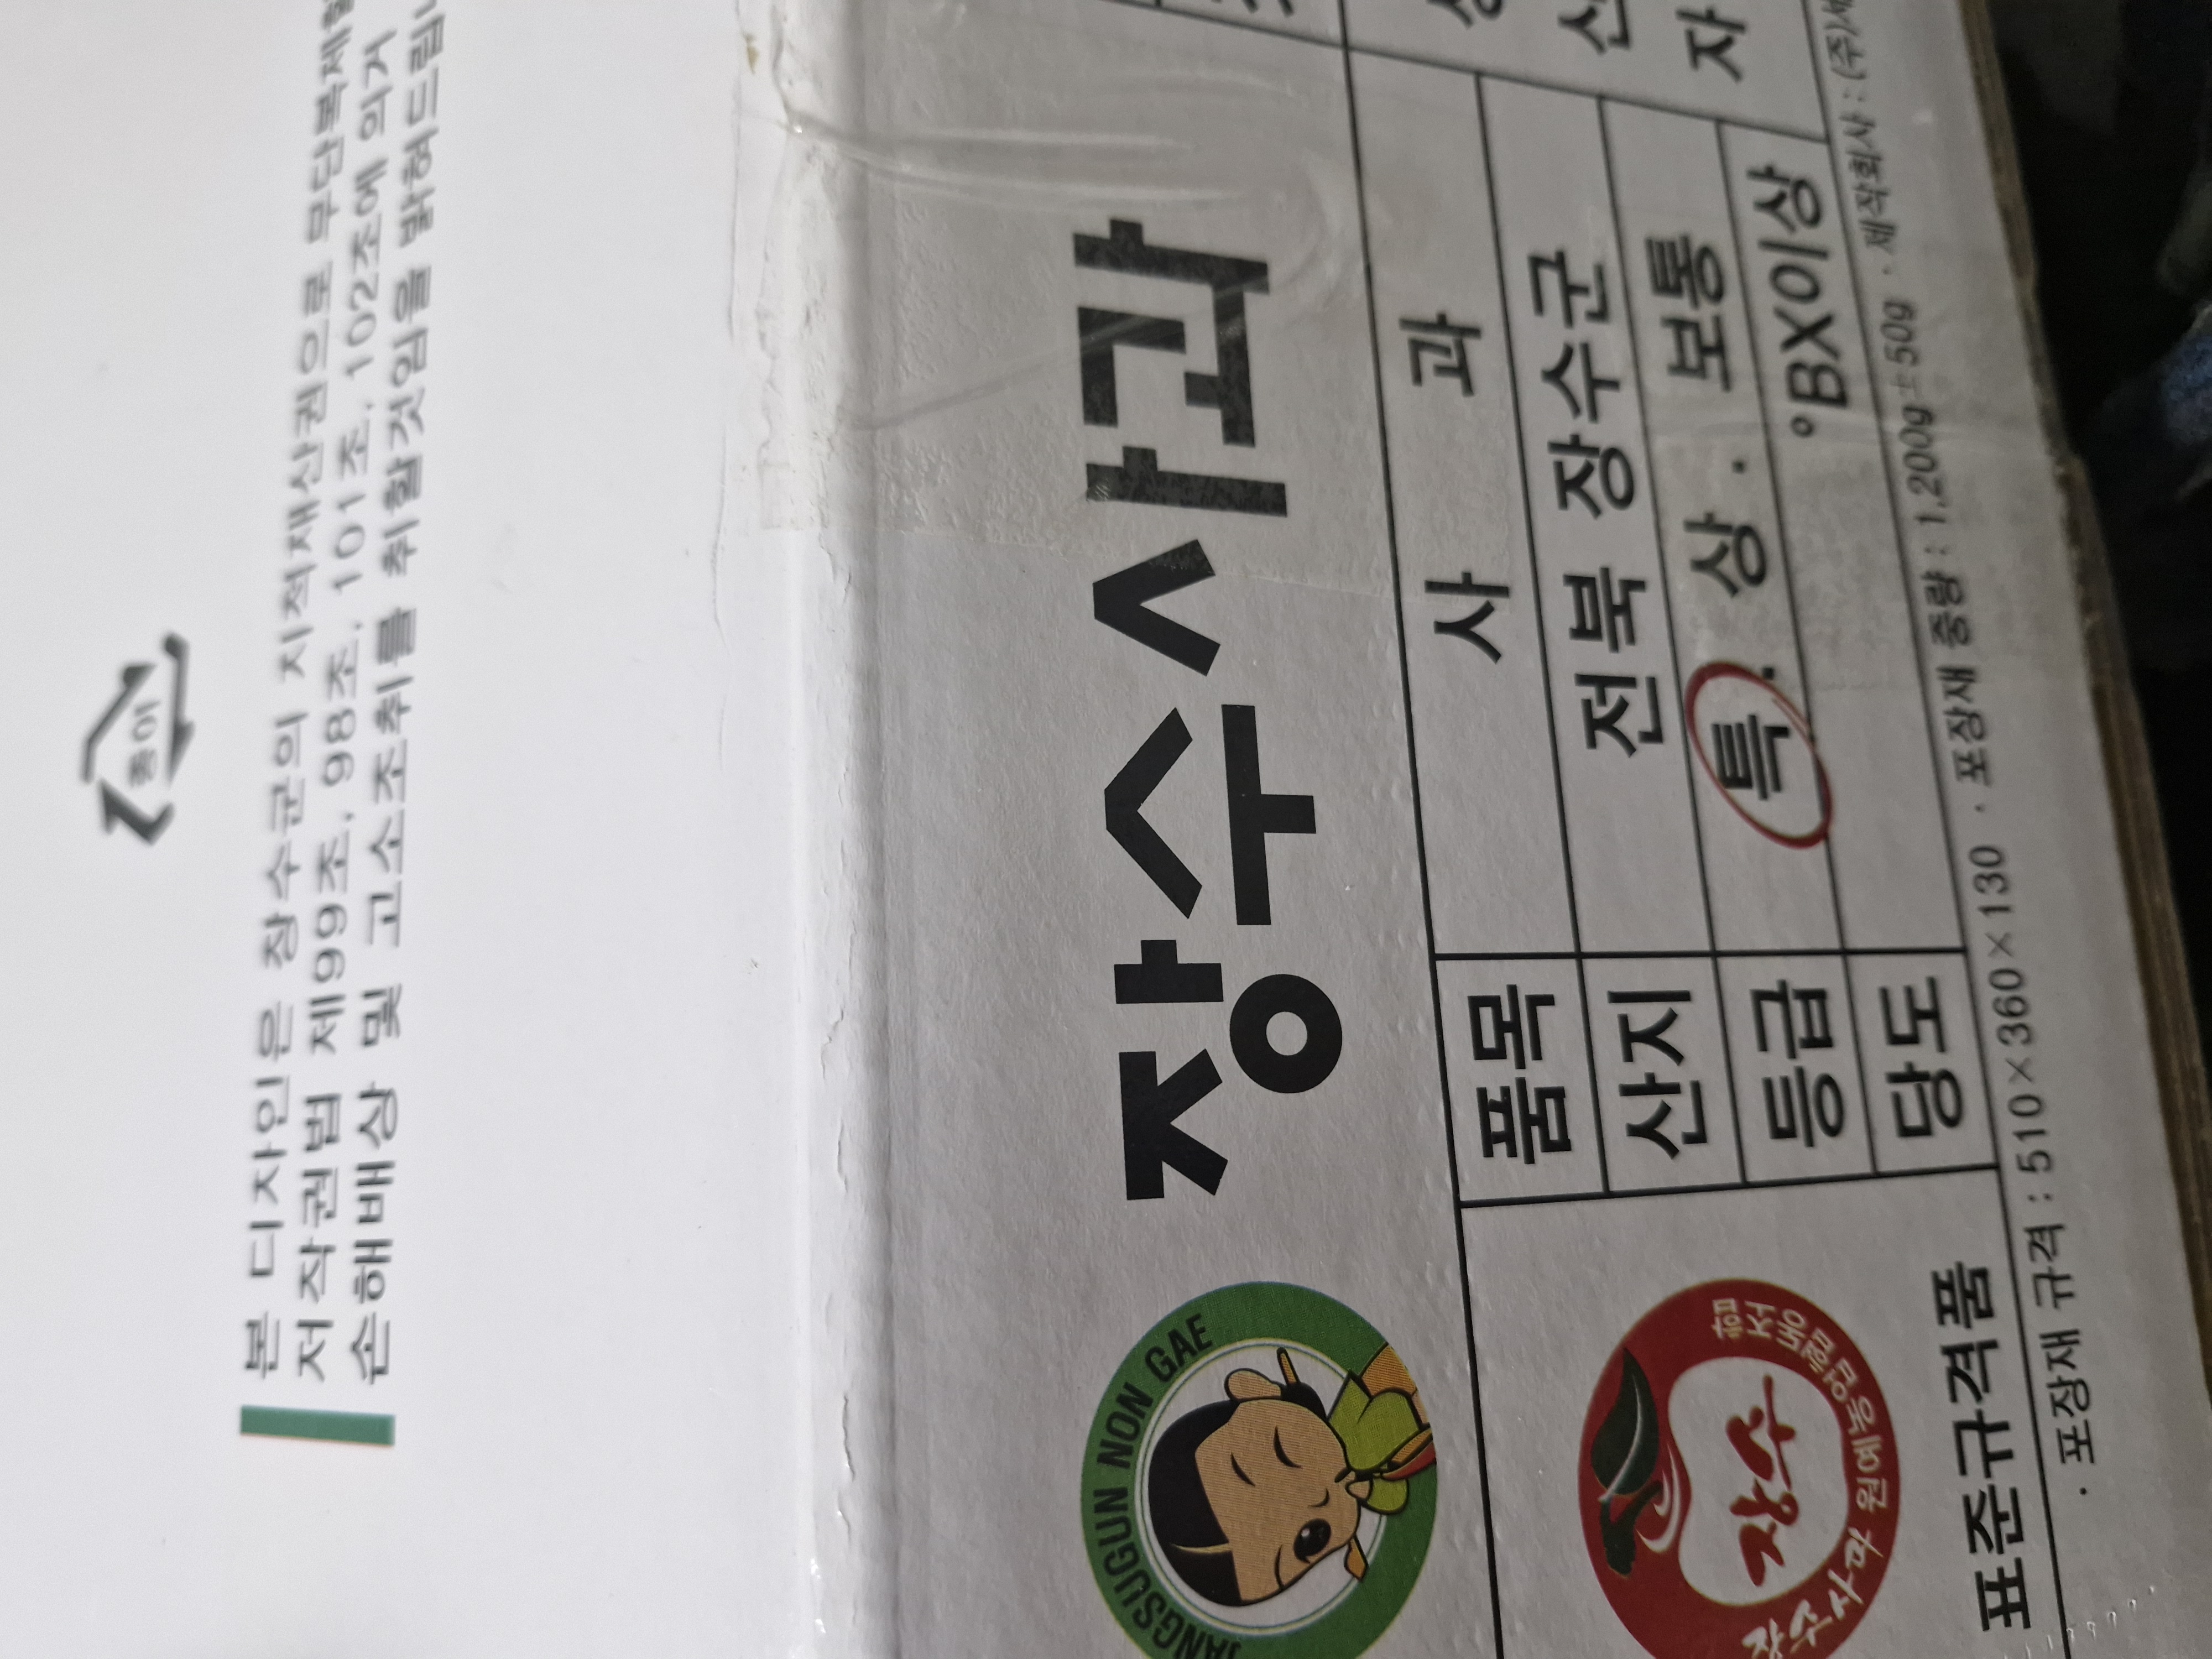 종이
본 디자인은 장수군의 지적재산권으로 무단복제할
저작권법 제99조, 98조, 101조, 102조에 의거
손해배상 및 고소조취를 취할것임을 밝혀드립니
JANGSUGUN NON GAE
장수사과
품목 사 과
산지 전북 장수군
등급 특 . 상 . 보통
당도 °BX이상
산
자
장수
장수사과 원예농업
표준규격품
· 포장재 규격 : 510×360×130 · 포장재 중량 : 1,200g±50g · 제작회사 : (주)세